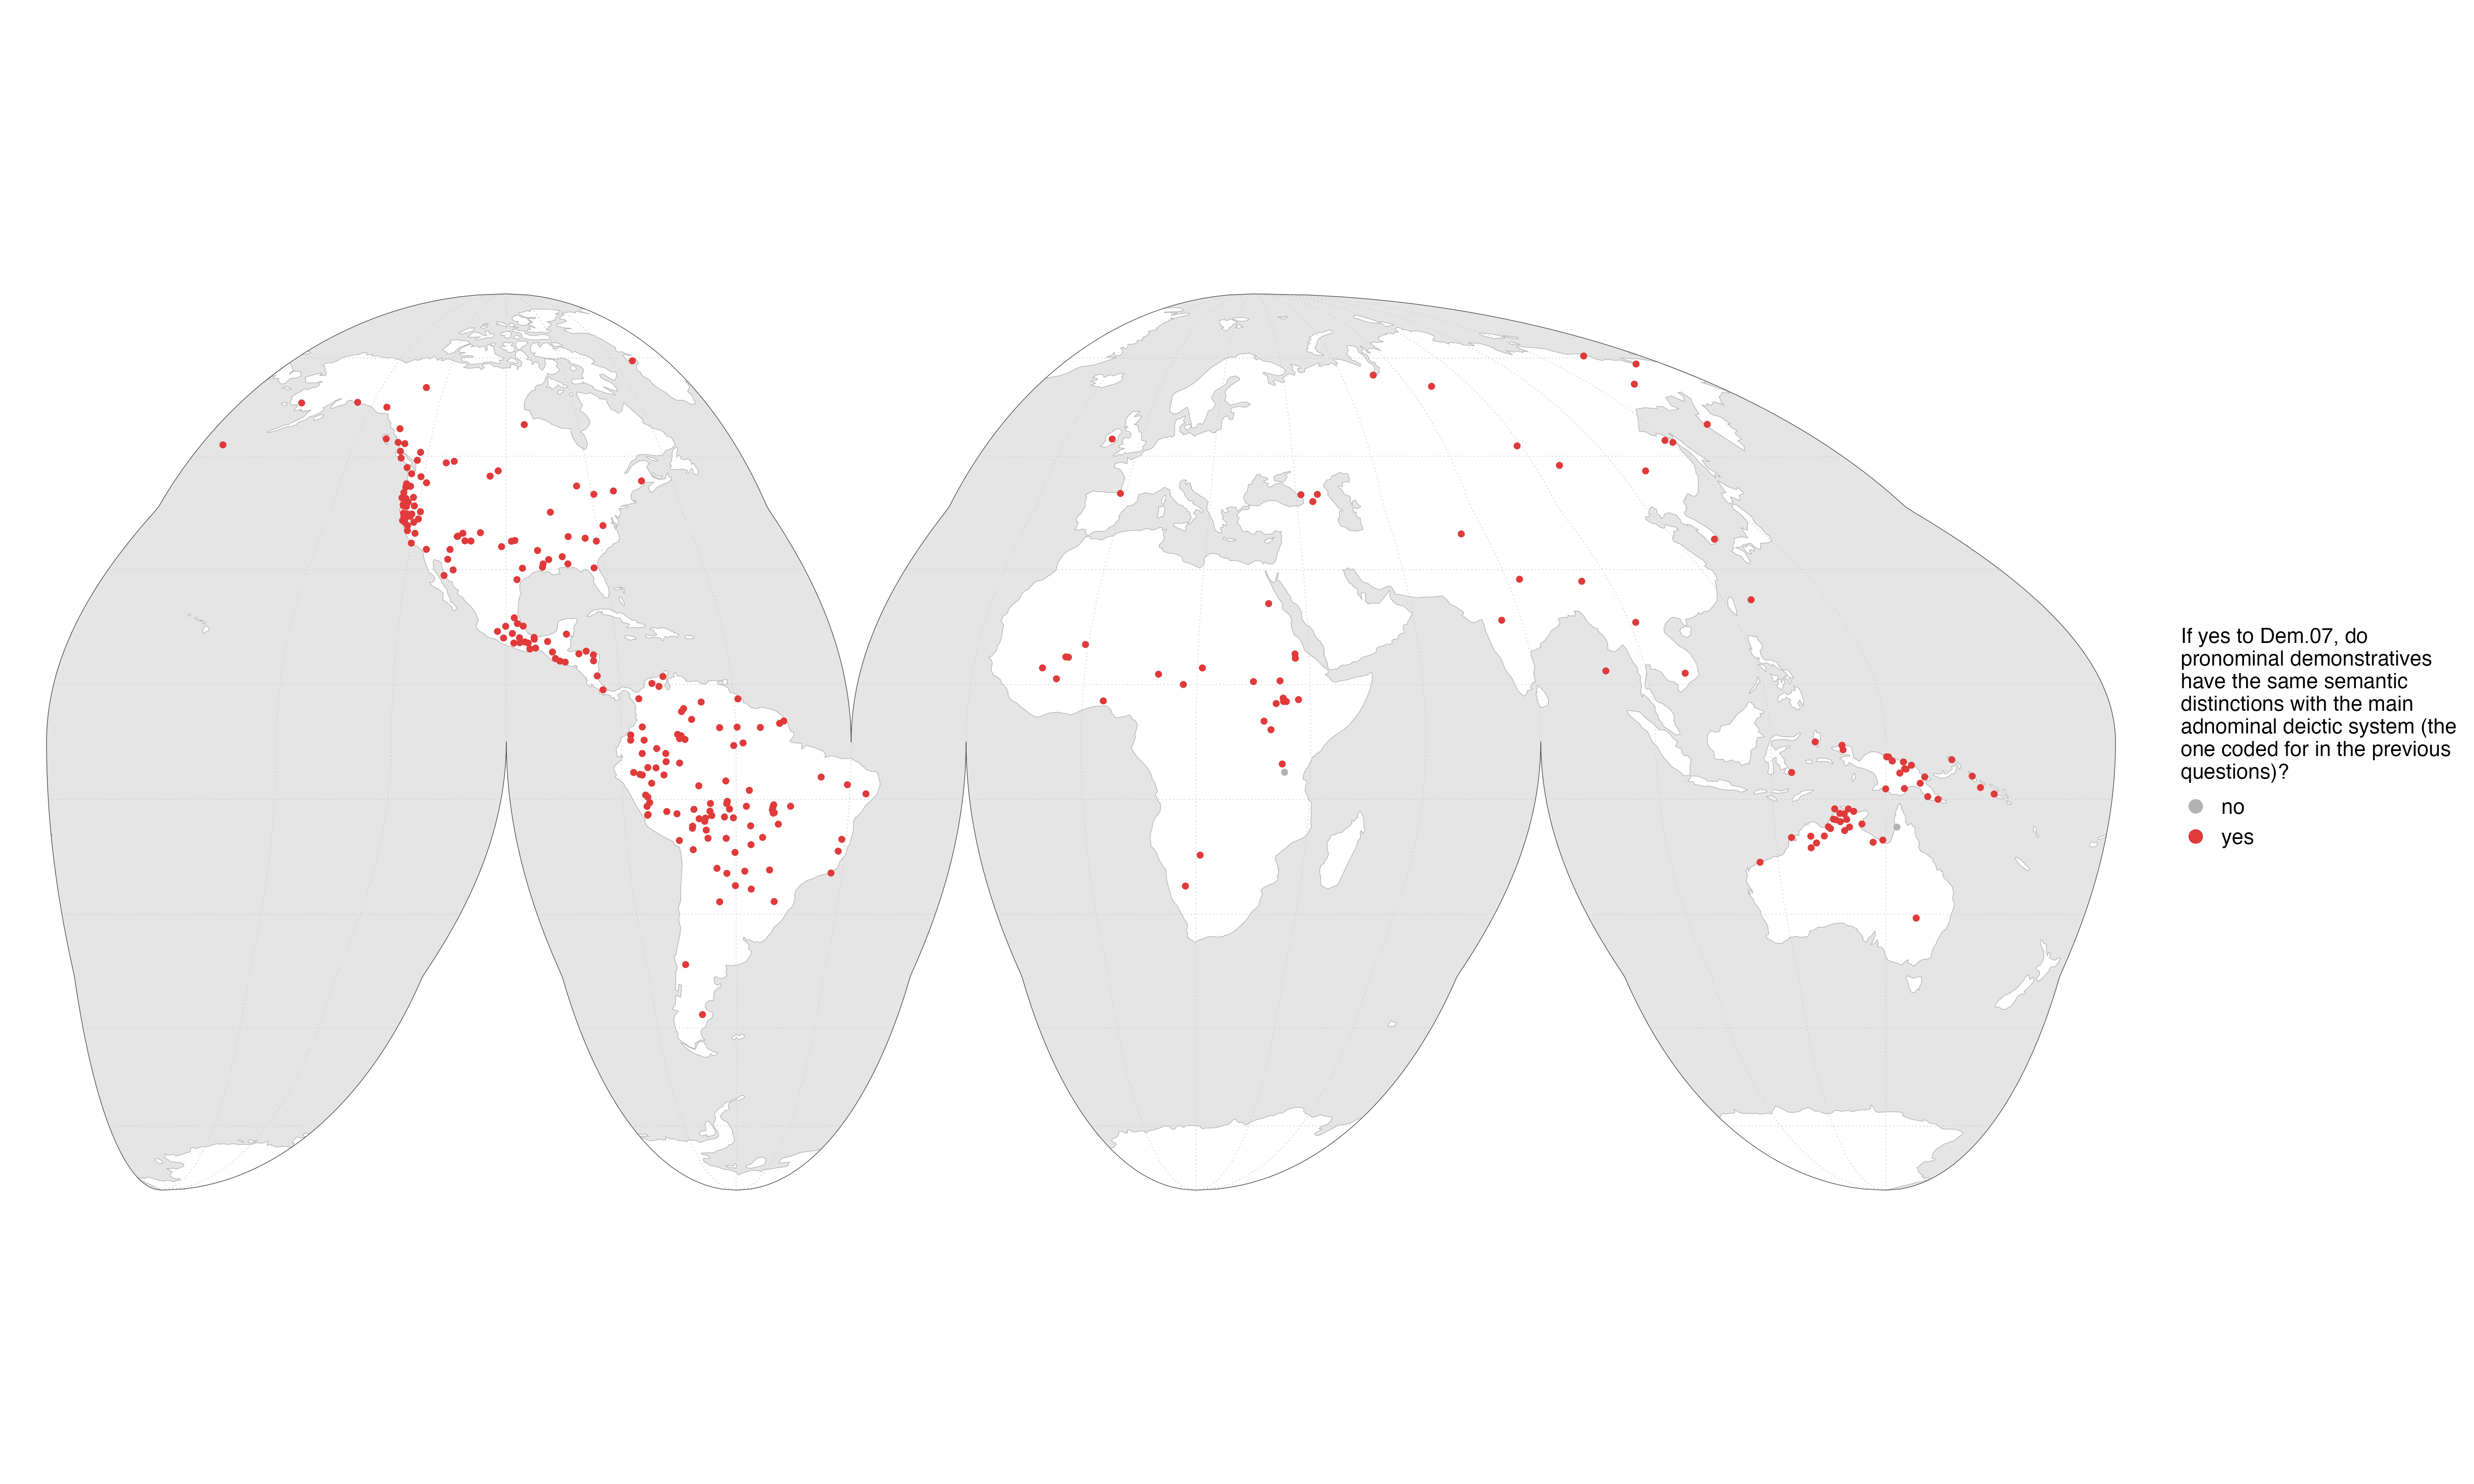 If yes to Dem.07, do
pronominal demonstratives
have the same semantic
distinctions with the main
adnominal deictic system (the
one coded for in the previous
questions)?
no
yes